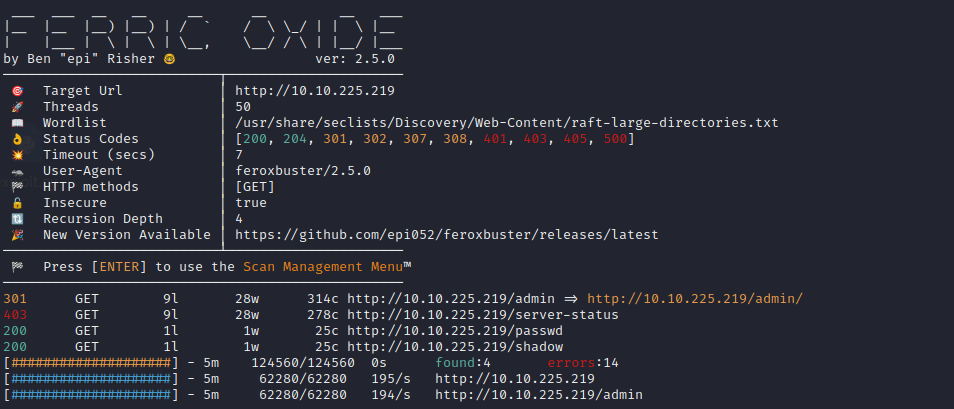 FERRIC OXIDE
by Ben "epi" Risher 🤓 ver: 2.5.0
🎯 Target Url │ http://10.10.225.219
🚀 Threads │ 50
📖 Wordlist │ /usr/share/seclists/Discovery/Web-Content/raft-large-directories.txt
👌 Status Codes │ [200, 204, 301, 302, 307, 308, 401, 403, 405, 500]
💥 Timeout (secs) │ 7
🦡 User-Agent │ feroxbuster/2.5.0
🏁 HTTP methods │ [GET]
🔓 Insecure │ true
🔃 Recursion Depth │ 4
🎉 New Version Available │ https://github.com/epi052/feroxbuster/releases/latest
🏁 Press [ENTER] to use the Scan Management Menu™
301 GET 9l 28w 314c http://10.10.225.219/admin => http://10.10.225.219/admin/
403 GET 9l 28w 278c http://10.10.225.219/server-status
200 GET 1l 1w 25c http://10.10.225.219/passwd
200 GET 1l 1w 25c http://10.10.225.219/shadow
[####################] - 5m 124560/124560 0s found:4 errors:14
[####################] - 5m 62280/62280 195/s http://10.10.225.219
[####################] - 5m 62280/62280 194/s http://10.10.225.219/admin